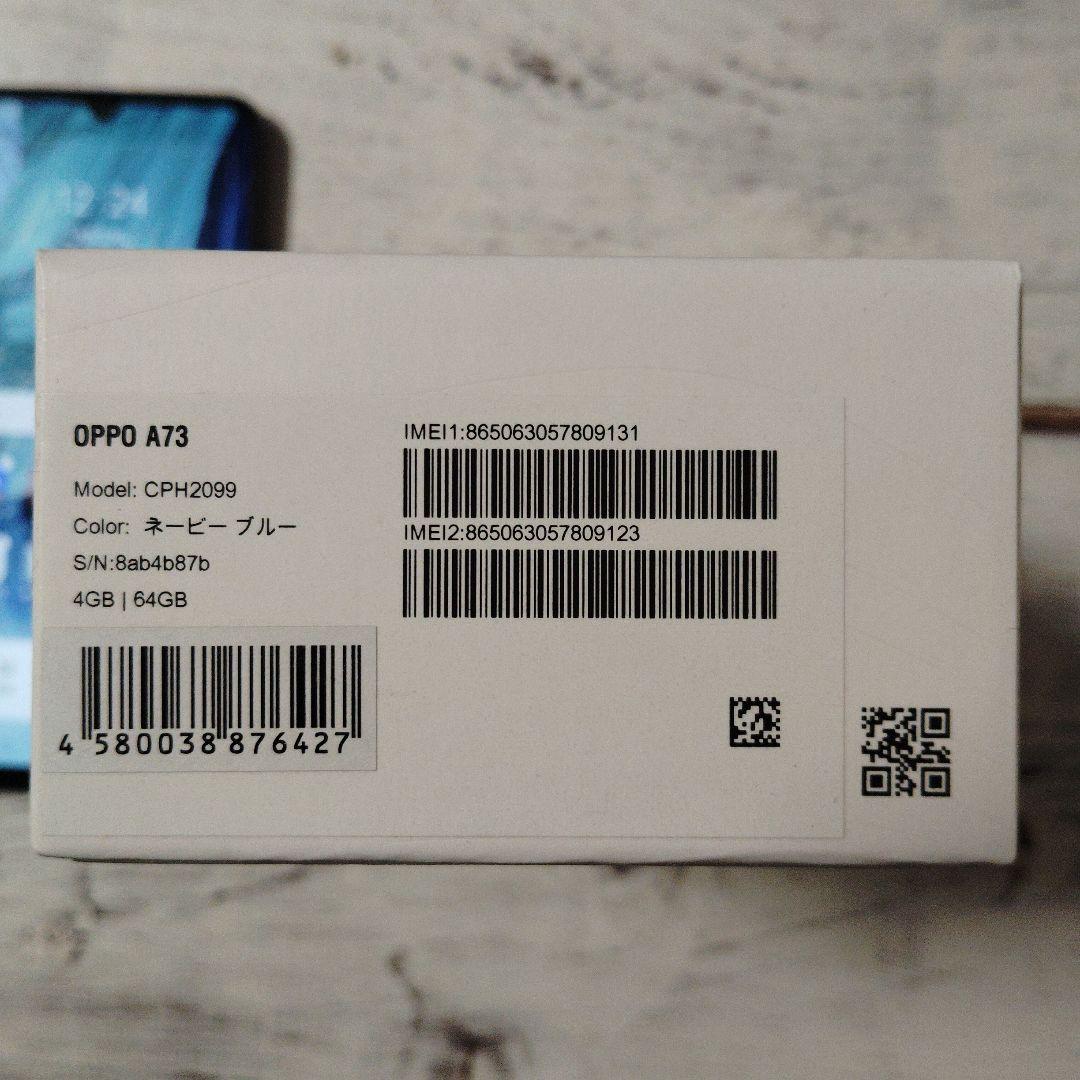 OPPO A73
Model: CPH2099
Color: ネービー ブルー
S/N:8ab4b87b
4GB | 64GB
IMEI1:865063057809131
IMEI2:865063057809123
4 580038 876427